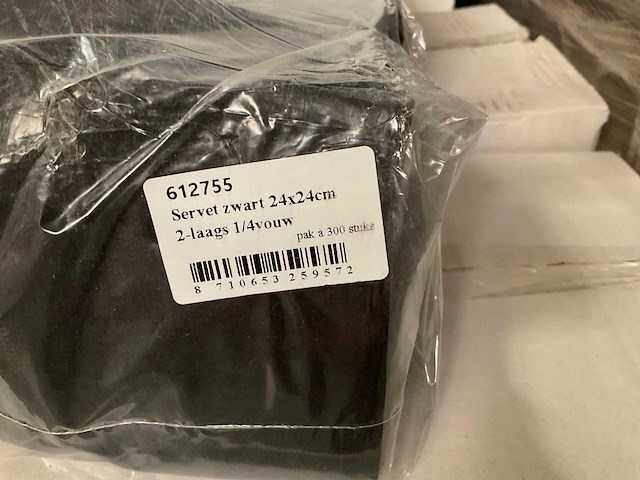 612755
Servet zwart 24x24cm
2-laags 1/4vouw
pak à 300 stuks
8 710653 259572